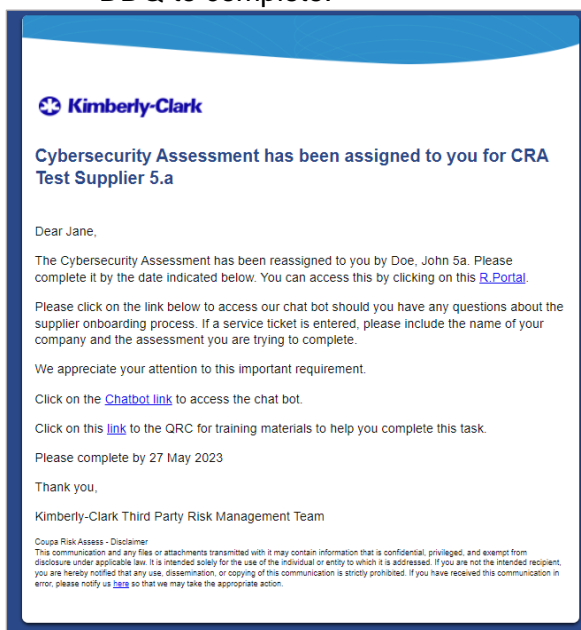 DDQ to complete.
Kimberly-Clark
Cybersecurity Assessment has been assigned to you for CRA
Test Supplier 5.a
Dear Jane,
The Cybersecurity Assessment has been reassigned to you by Doe, John 5a. Please
complete it by the date indicated below. You can access this by clicking on this R.Portal.
Please click on the link below to access our chat bot should you have any questions about the
supplier onboarding process. If a service ticket is entered, please include the name of your
company and the assessment you are trying to complete.
We appreciate your attention to this important requirement.
Click on the Chatbot link to access the chat bot.
Click on this link to the QRC for training materials to help you complete this task.
Please complete by 27 May 2023
Thank you,
Kimberly-Clark Third Party Risk Management Team
Coupa Risk Assess - Disclaimer
This communication and any files or attachments transmitted with it may contain information that is confidential, privileged, and exempt from
disclosure under applicable law. It is intended solely for the use of the individual or entity to which it is addressed. If you are not the intended recipient,
you are hereby notified that any use, dissemination, or copying of this communication is strictly prohibited. If you have received this communication in
error, please notify us here so that we may take the appropriate action.